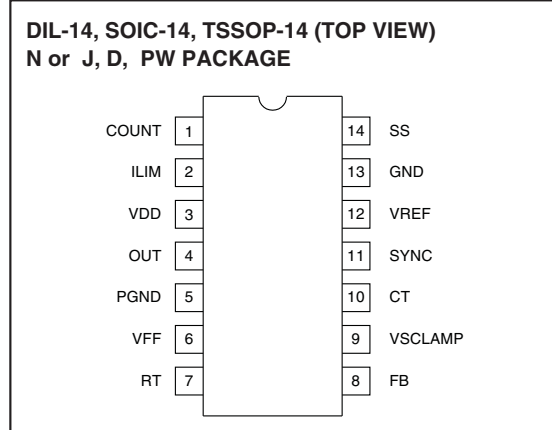 DIL-14, SOIC-14, TSSOP-14 (TOP VIEW)
N or J, D, PW PACKAGE
COUNT 1 14 SS
ILIM 2 13 GND
VDD 3 12 VREF
OUT 4 11 SYNC
PGND 5 10 CT
VFF 6 9 VSCLAMP
RT 7 8 FB